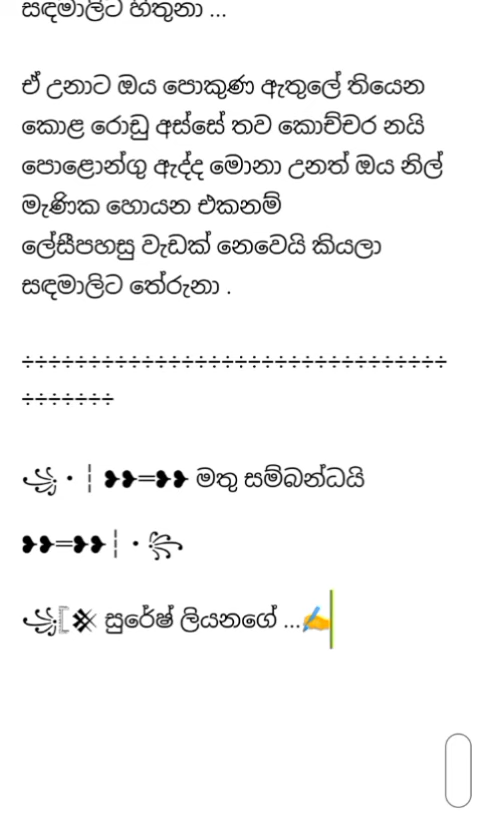 සඳමාලිට හිතුනා ...
ඒ උනාට ඔය පොකුණ ඇතුලේ තියෙන
කොළ රොඩු අස්සේ තව කොච්චර නයි
පොළොන්ගු ඇද්ද මොනා උනත් ඔය නිල්
මැණික හොයන එකනම්
ලේසීපහසු වැඩක් නෙවෙයි කියලා
සඳමාලිට තේරුනා .
÷÷÷÷÷÷÷÷÷÷÷÷÷÷÷÷÷÷÷÷÷÷÷÷÷÷÷÷÷÷÷÷
÷÷÷÷÷÷÷
꧁ • ┆ ❥❥═❥❥ මතු සම්බන්ධයි
❥❥═❥❥ ┆ • ꧂
꧁⟦ 𒆜 සුරේෂ් ලියනගේ ...✍️